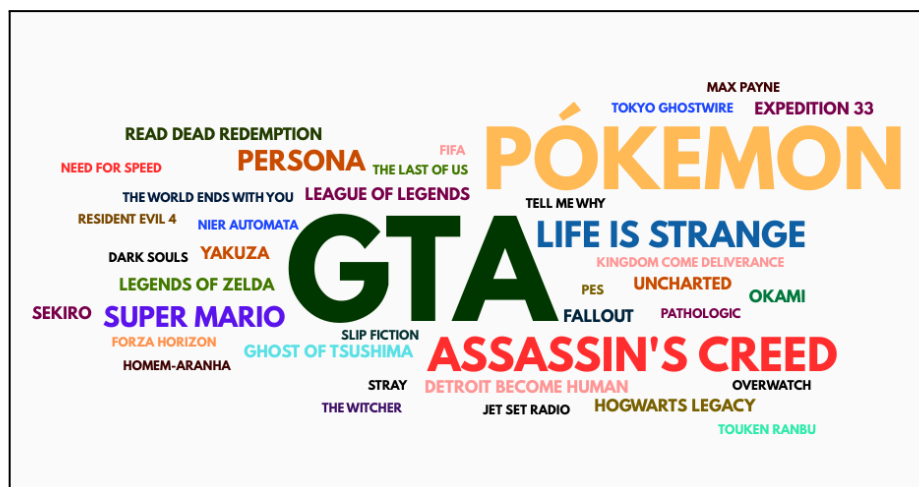 MAX PAYNE
TOKYO GHOSTWIRE
EXPEDITION 33
READ DEAD REDEMPTION
PÓKEMON
FIFA
PERSONA
NEED FOR SPEED
THE LAST OF US
THE WORLD ENDS WITH YOU
LEAGUE OF LEGENDS
TELL ME WHY
RESIDENT EVIL 4
NIER AUTOMATA
GTA
LIFE IS STRANGE
DARK SOULS
YAKUZA
KINGDOM COME DELIVERANCE
LEGENDS OF ZELDA
PES
UNCHARTED
OKAMI
SEKIRO
SUPER MARIO
FALLOUT
PATHOLOGIC
SLIP FICTION
FORZA HORIZON
GHOST OF TSUSHIMA
ASSASSIN'S CREED
HOMEM-ARANHA
STRAY
DETROIT BECOME HUMAN
OVERWATCH
THE WITCHER
JET SET RADIO
HOGWARTS LEGACY
TOUKEN RANBU